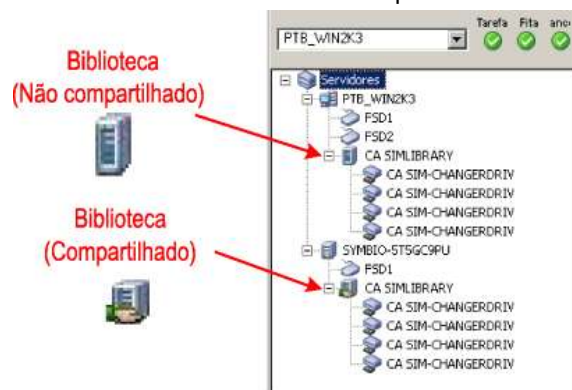 Tarefa Fita
PTB_WIN2K3
Biblioteca
(Não compartilhado)
Biblioteca
(Compartilhado)
Servidores
PTB_WIN2K3
FSD1
FSD2
CA SIMLIBRARY
CA SIM-CHANGERDRIV
CA SIM-CHANGERDRIV
CA SIM-CHANGERDRIV
CA SIM-CHANGERDRIV
SYMBIO-5T5GC9PU
FSD1
CA SIMLIBRARY
CA SIM-CHANGERDRIV
CA SIM-CHANGERDRIV
CA SIM-CHANGERDRIV
CA SIM-CHANGERDRIV